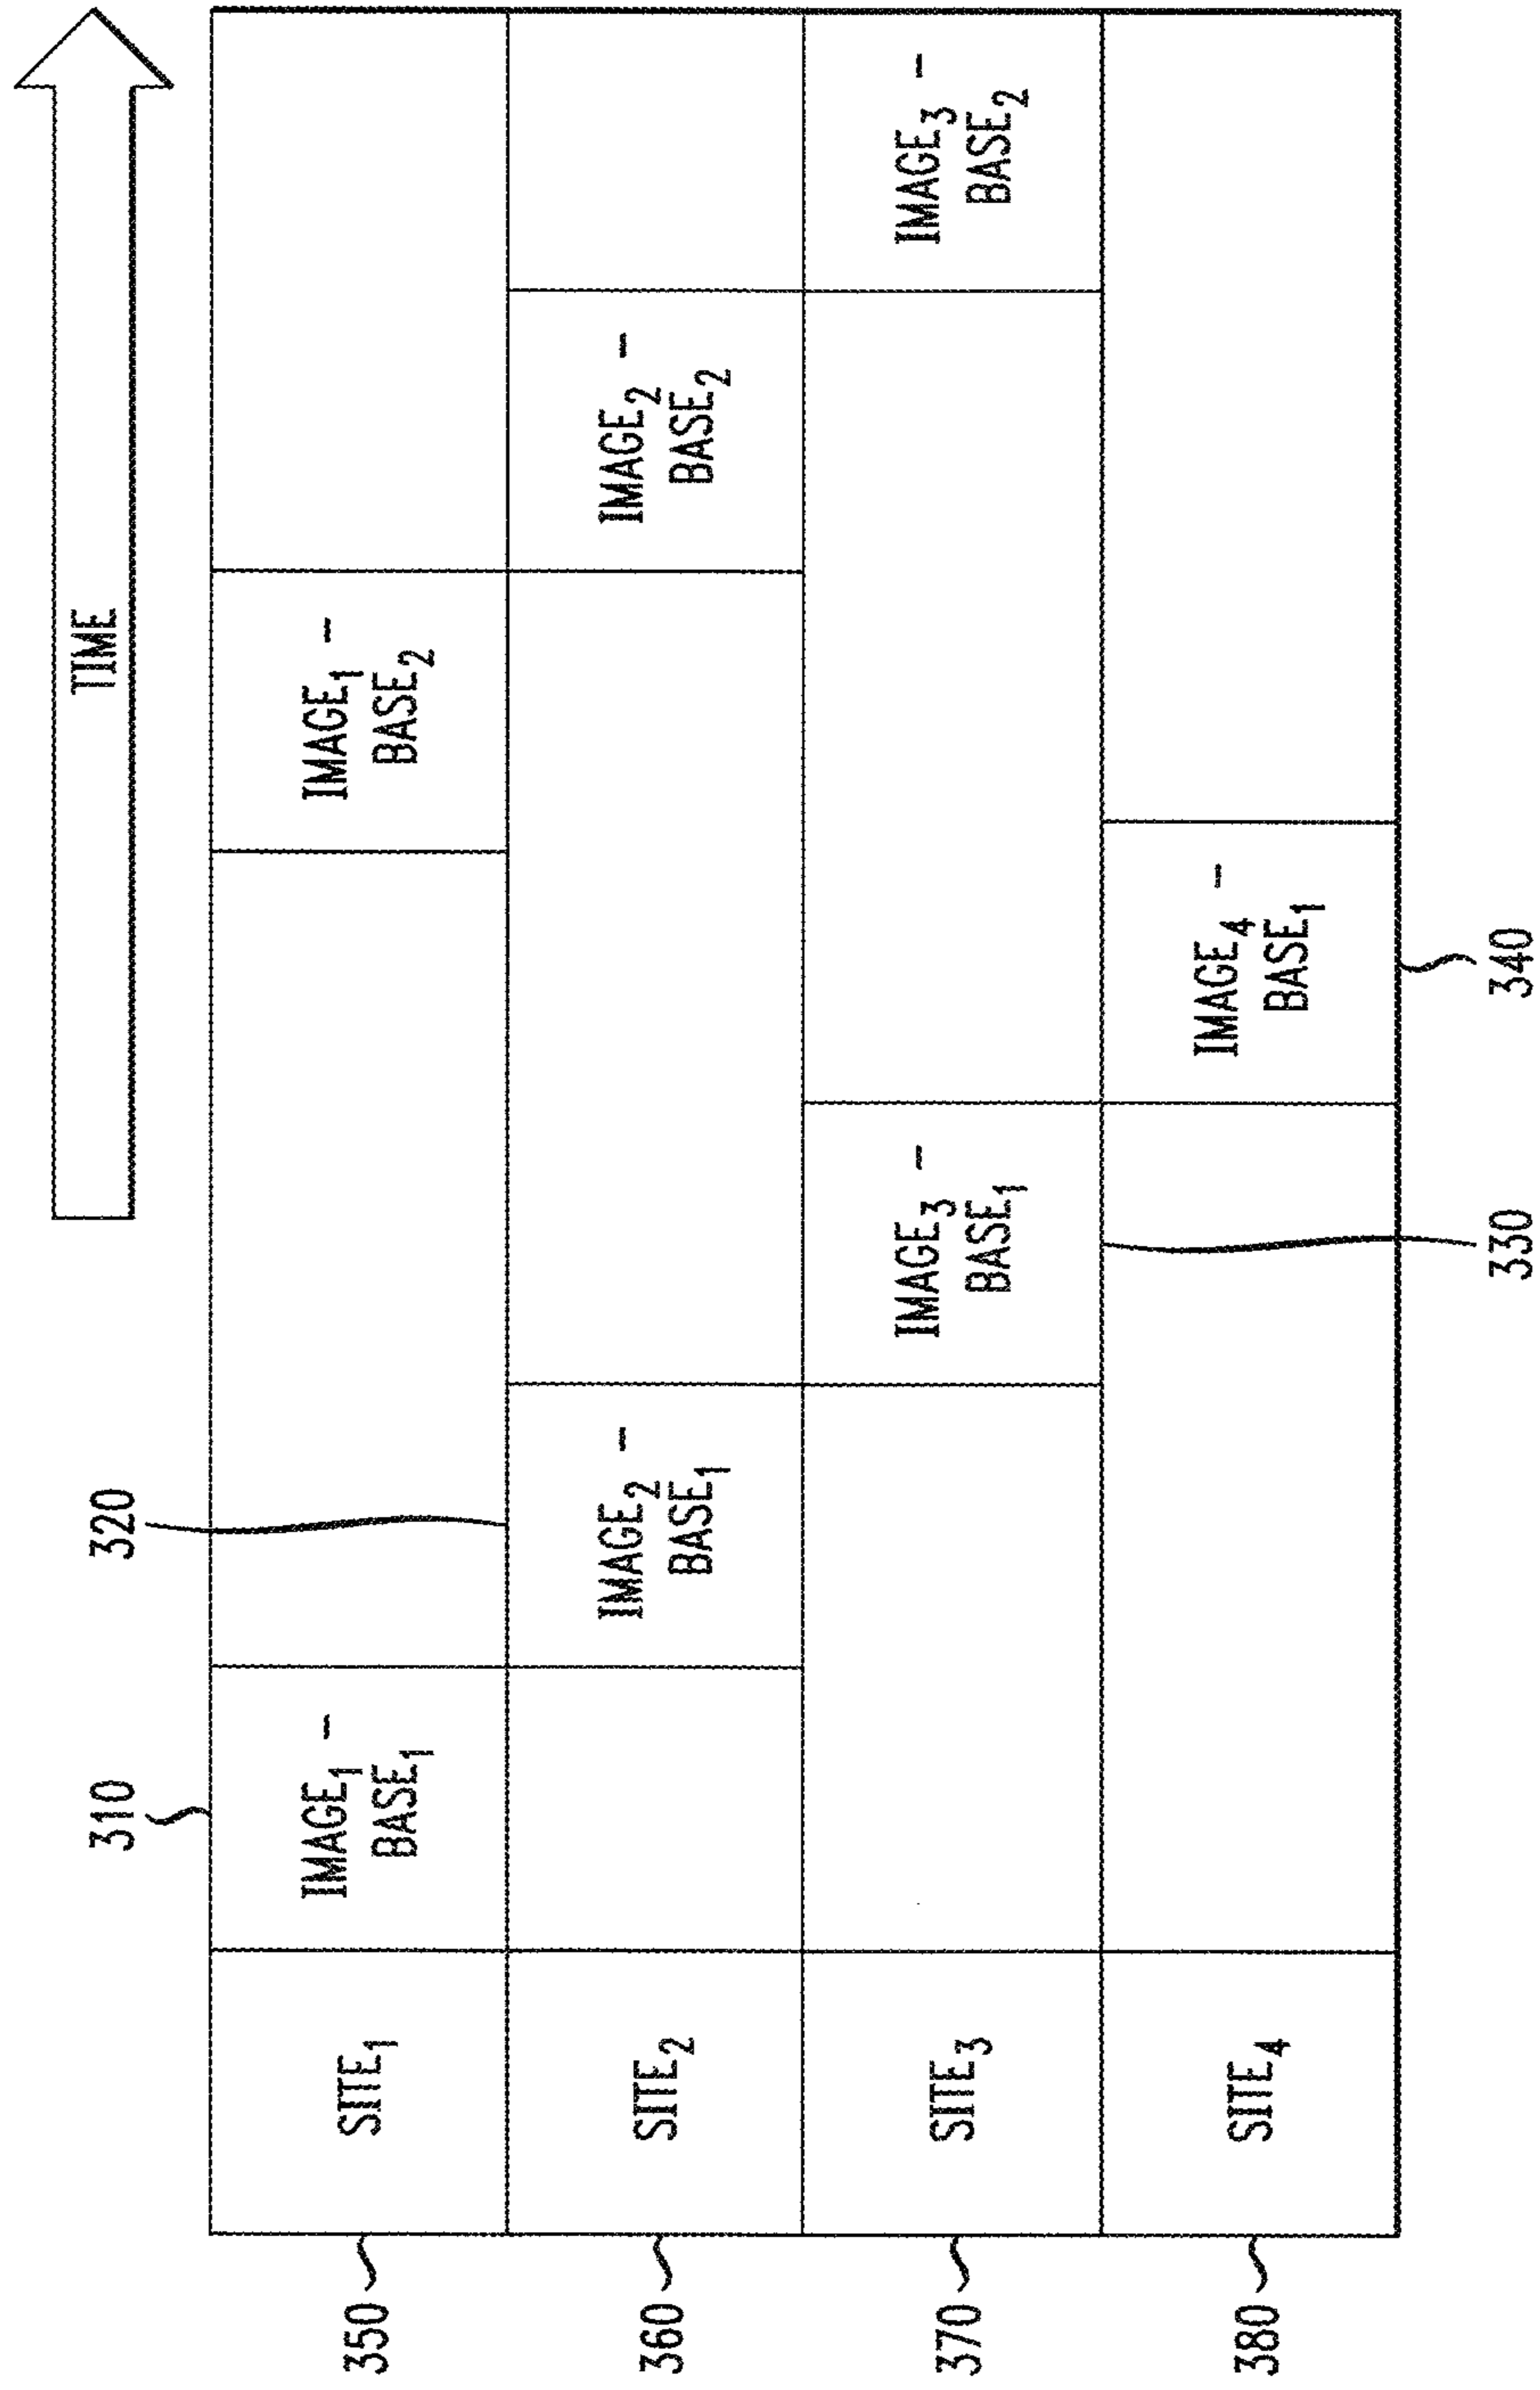 TIME
310
320
SITE₁
IMAGE₁ –
BASE₁
IMAGE₁ –
BASE₂
SITE₂
IMAGE₂ –
BASE₁
IMAGE₂ –
BASE₂
SITE₃
IMAGE₃ –
BASE₁
IMAGE₃ –
BASE₂
SITE₄
IMAGE₄ –
BASE₁
350
360
370
380
330
340